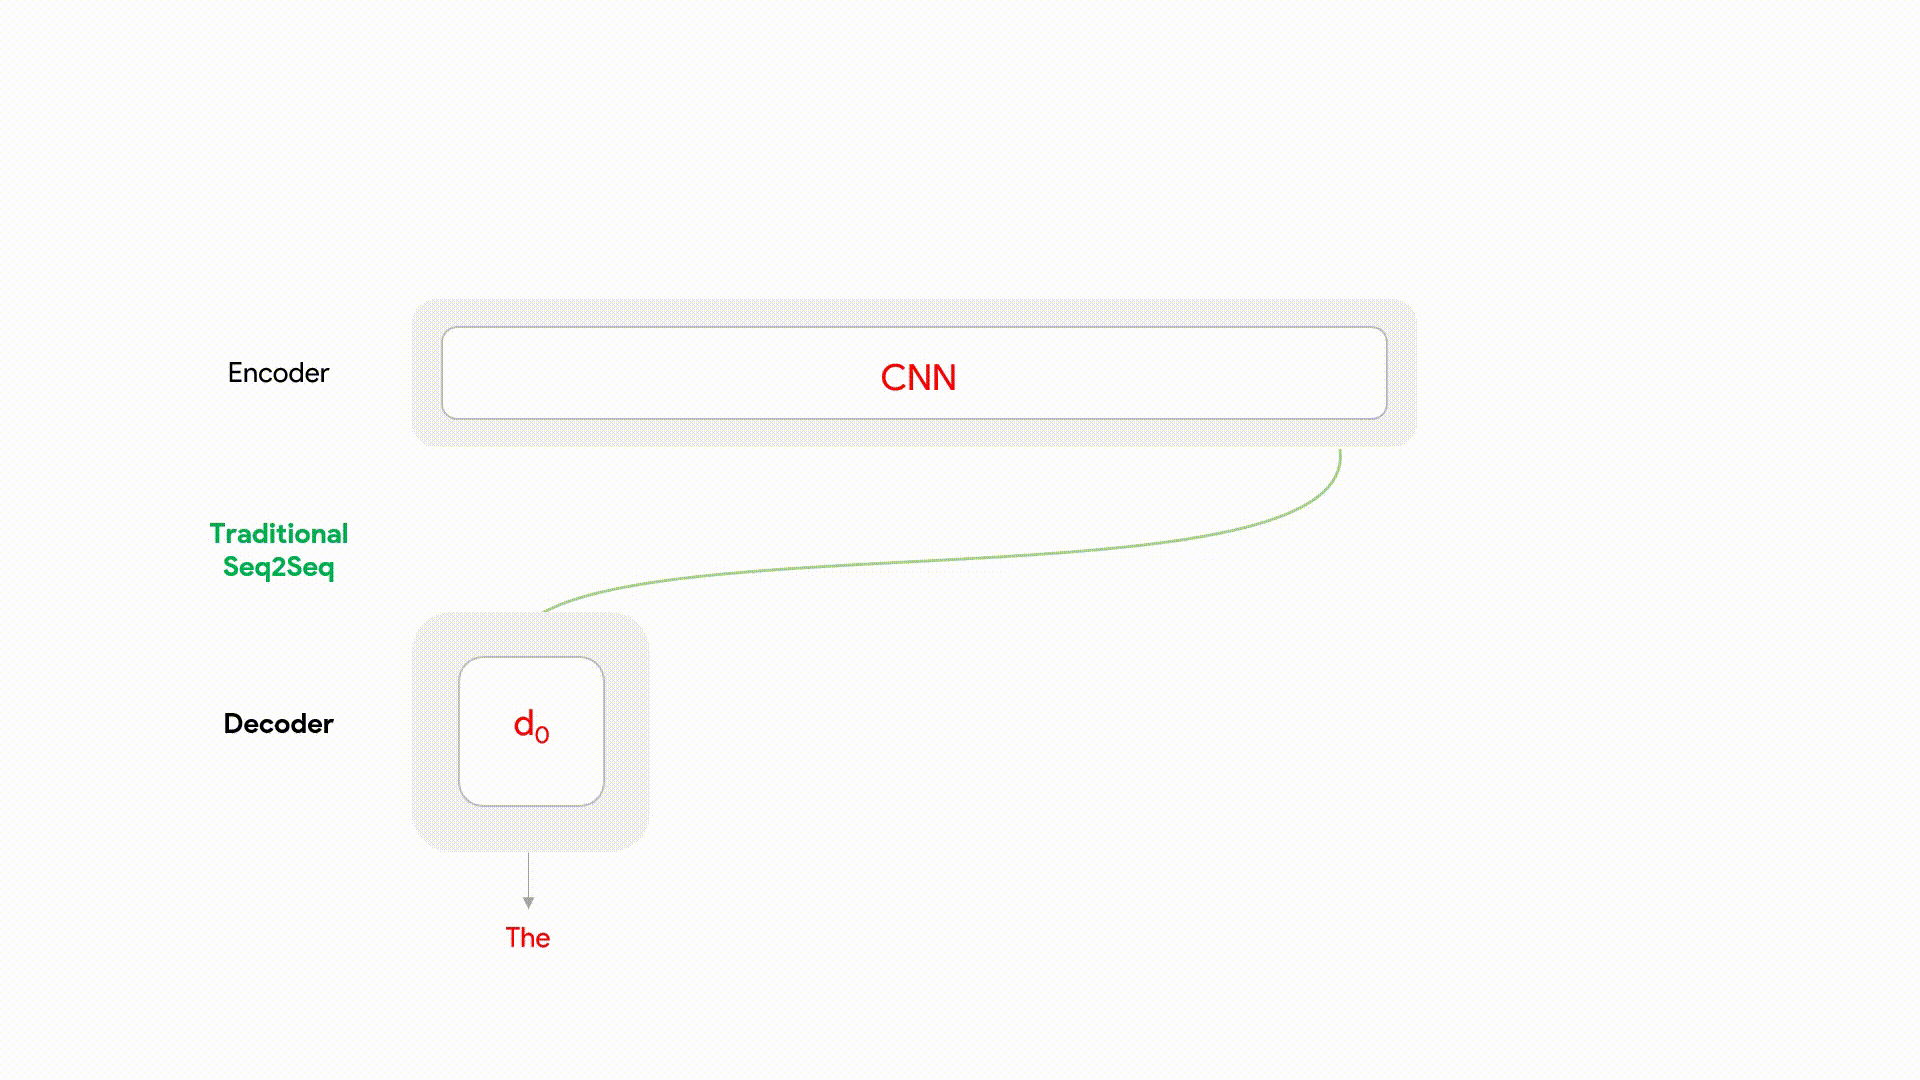 Encoder
CNN
Traditional
Seq2Seq
Decoder
d₀
The